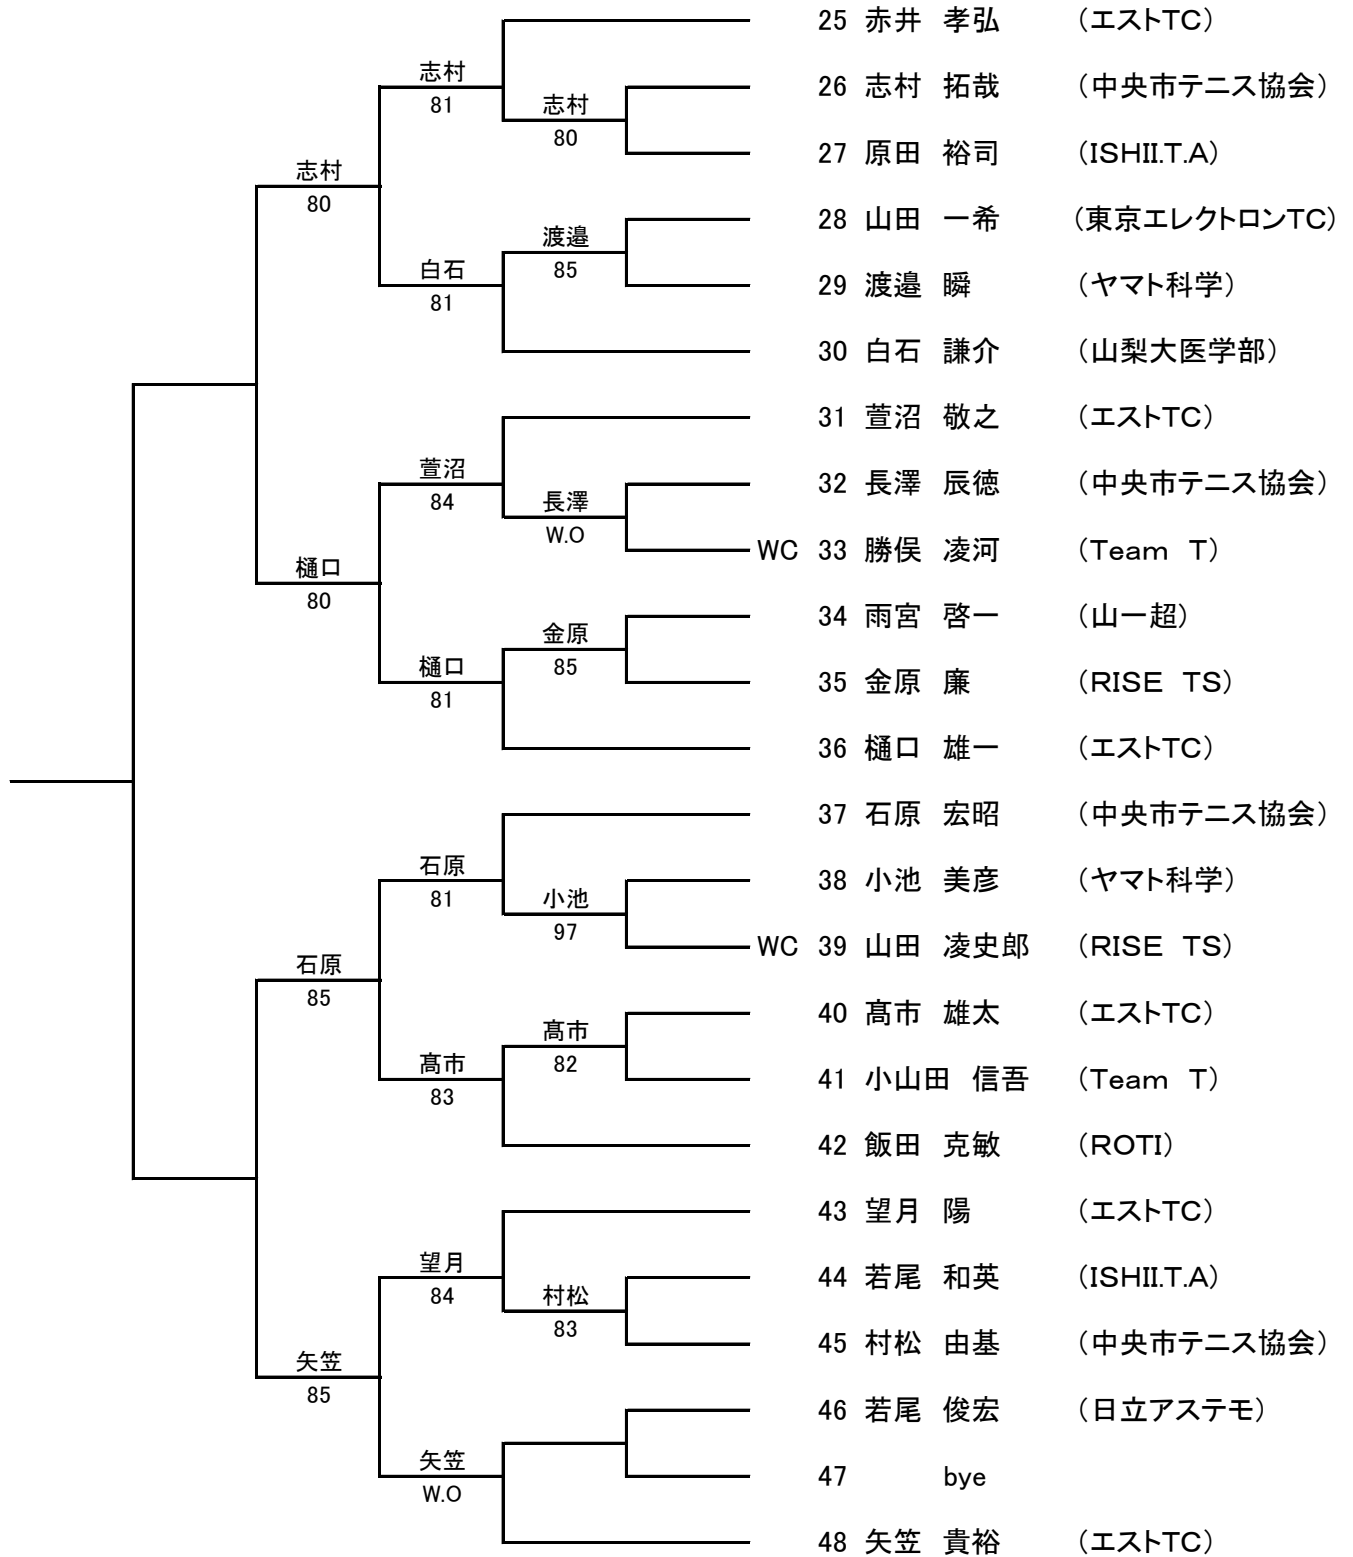 25 赤井 孝弘 （エストTC）
志村
26 志村 拓哉 （中央市テニス協会）
81
志村
80
27 原田 裕司 （ISHII.T.A）
志村
80
28 山田 一希 （東京エレクトロンTC）
渡邉
85
白石
29 渡邉 瞬 （ヤマト科学）
81
30 白石 謙介 （山梨大医学部）
31 萱沼 敬之 （エストTC）
萱沼
32 長澤 辰徳 （中央市テニス協会）
84
長澤
W.O
WC 33 勝俣 凌河 （Team T）
樋口
80
34 雨宮 啓一 （山一超）
金原
85
樋口
35 金原 廉 （RISE TS）
81
36 樋口 雄一 （エストTC）
37 石原 宏昭 （中央市テニス協会）
石原
38 小池 美彦 （ヤマト科学）
81
小池
97
WC 39 山田 凌史郎 （RISE TS）
石原
85
40 髙市 雄太 （エストTC）
髙市
82
髙市
41 小山田 信吾 （Team T）
83
42 飯田 克敏 （ROTI）
43 望月 陽 （エストTC）
望月
44 若尾 和英 （ISHII.T.A）
84
村松
83
45 村松 由基 （中央市テニス協会）
矢笠
85
46 若尾 俊宏 （日立アステモ）
矢笠
47 bye
W.O
48 矢笠 貴裕 （エストTC）